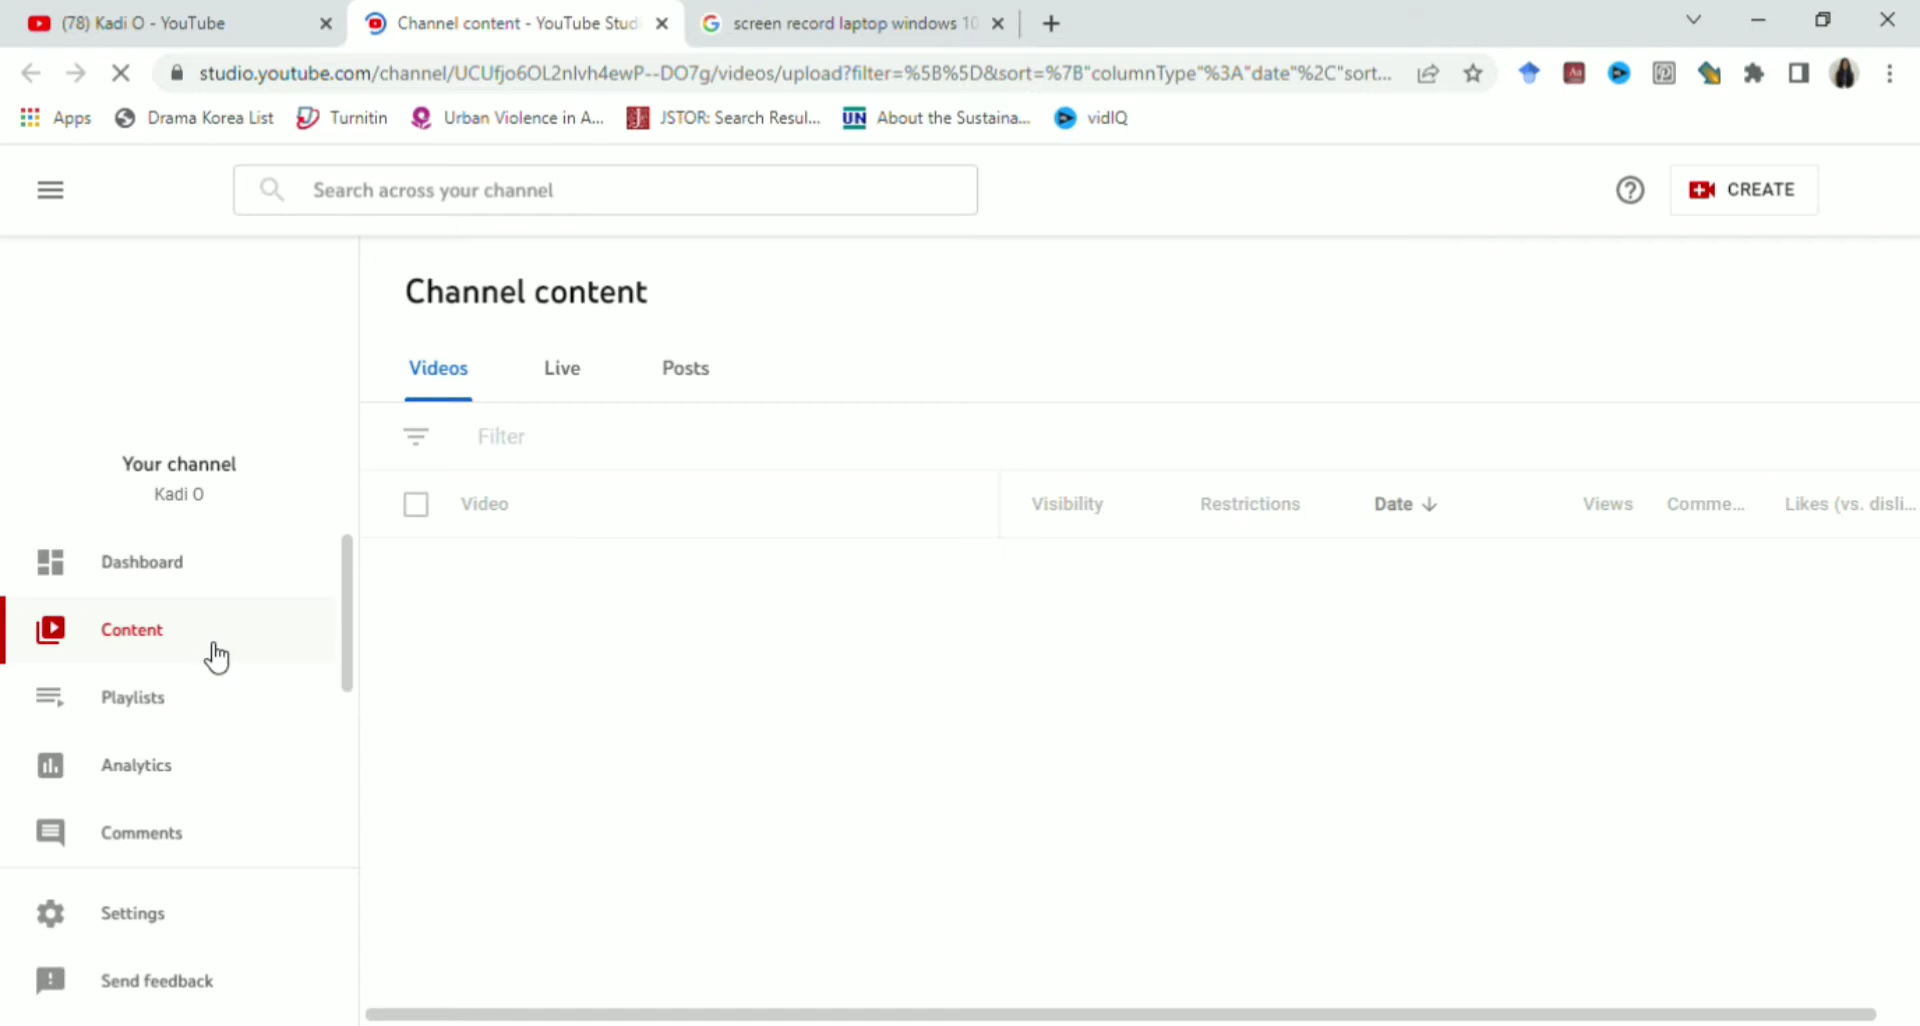 (78) Kadi O - YouTube
Channel content - YouTube Stud
screen record laptop windows 10
studio.youtube.com/channel/UCUfjo6OL2nlvh4ewP--DO7g/videos/upload?filter=%5B%5D&sort=%7B"columnType"%3A"date"%2C"sort...
Apps
Drama Korea List
Turnitin
Urban Violence in A...
JSTOR: Search Resul...
UN About the Sustaina...
vidIQ
Search across your channel
CREATE
Channel content
Videos Live Posts
Filter
Video Visibility Restrictions Date Views Comme... Likes (vs. disli...
Your channel
Kadi O
Dashboard
Content
Playlists
Analytics
Comments
Settings
Send feedback